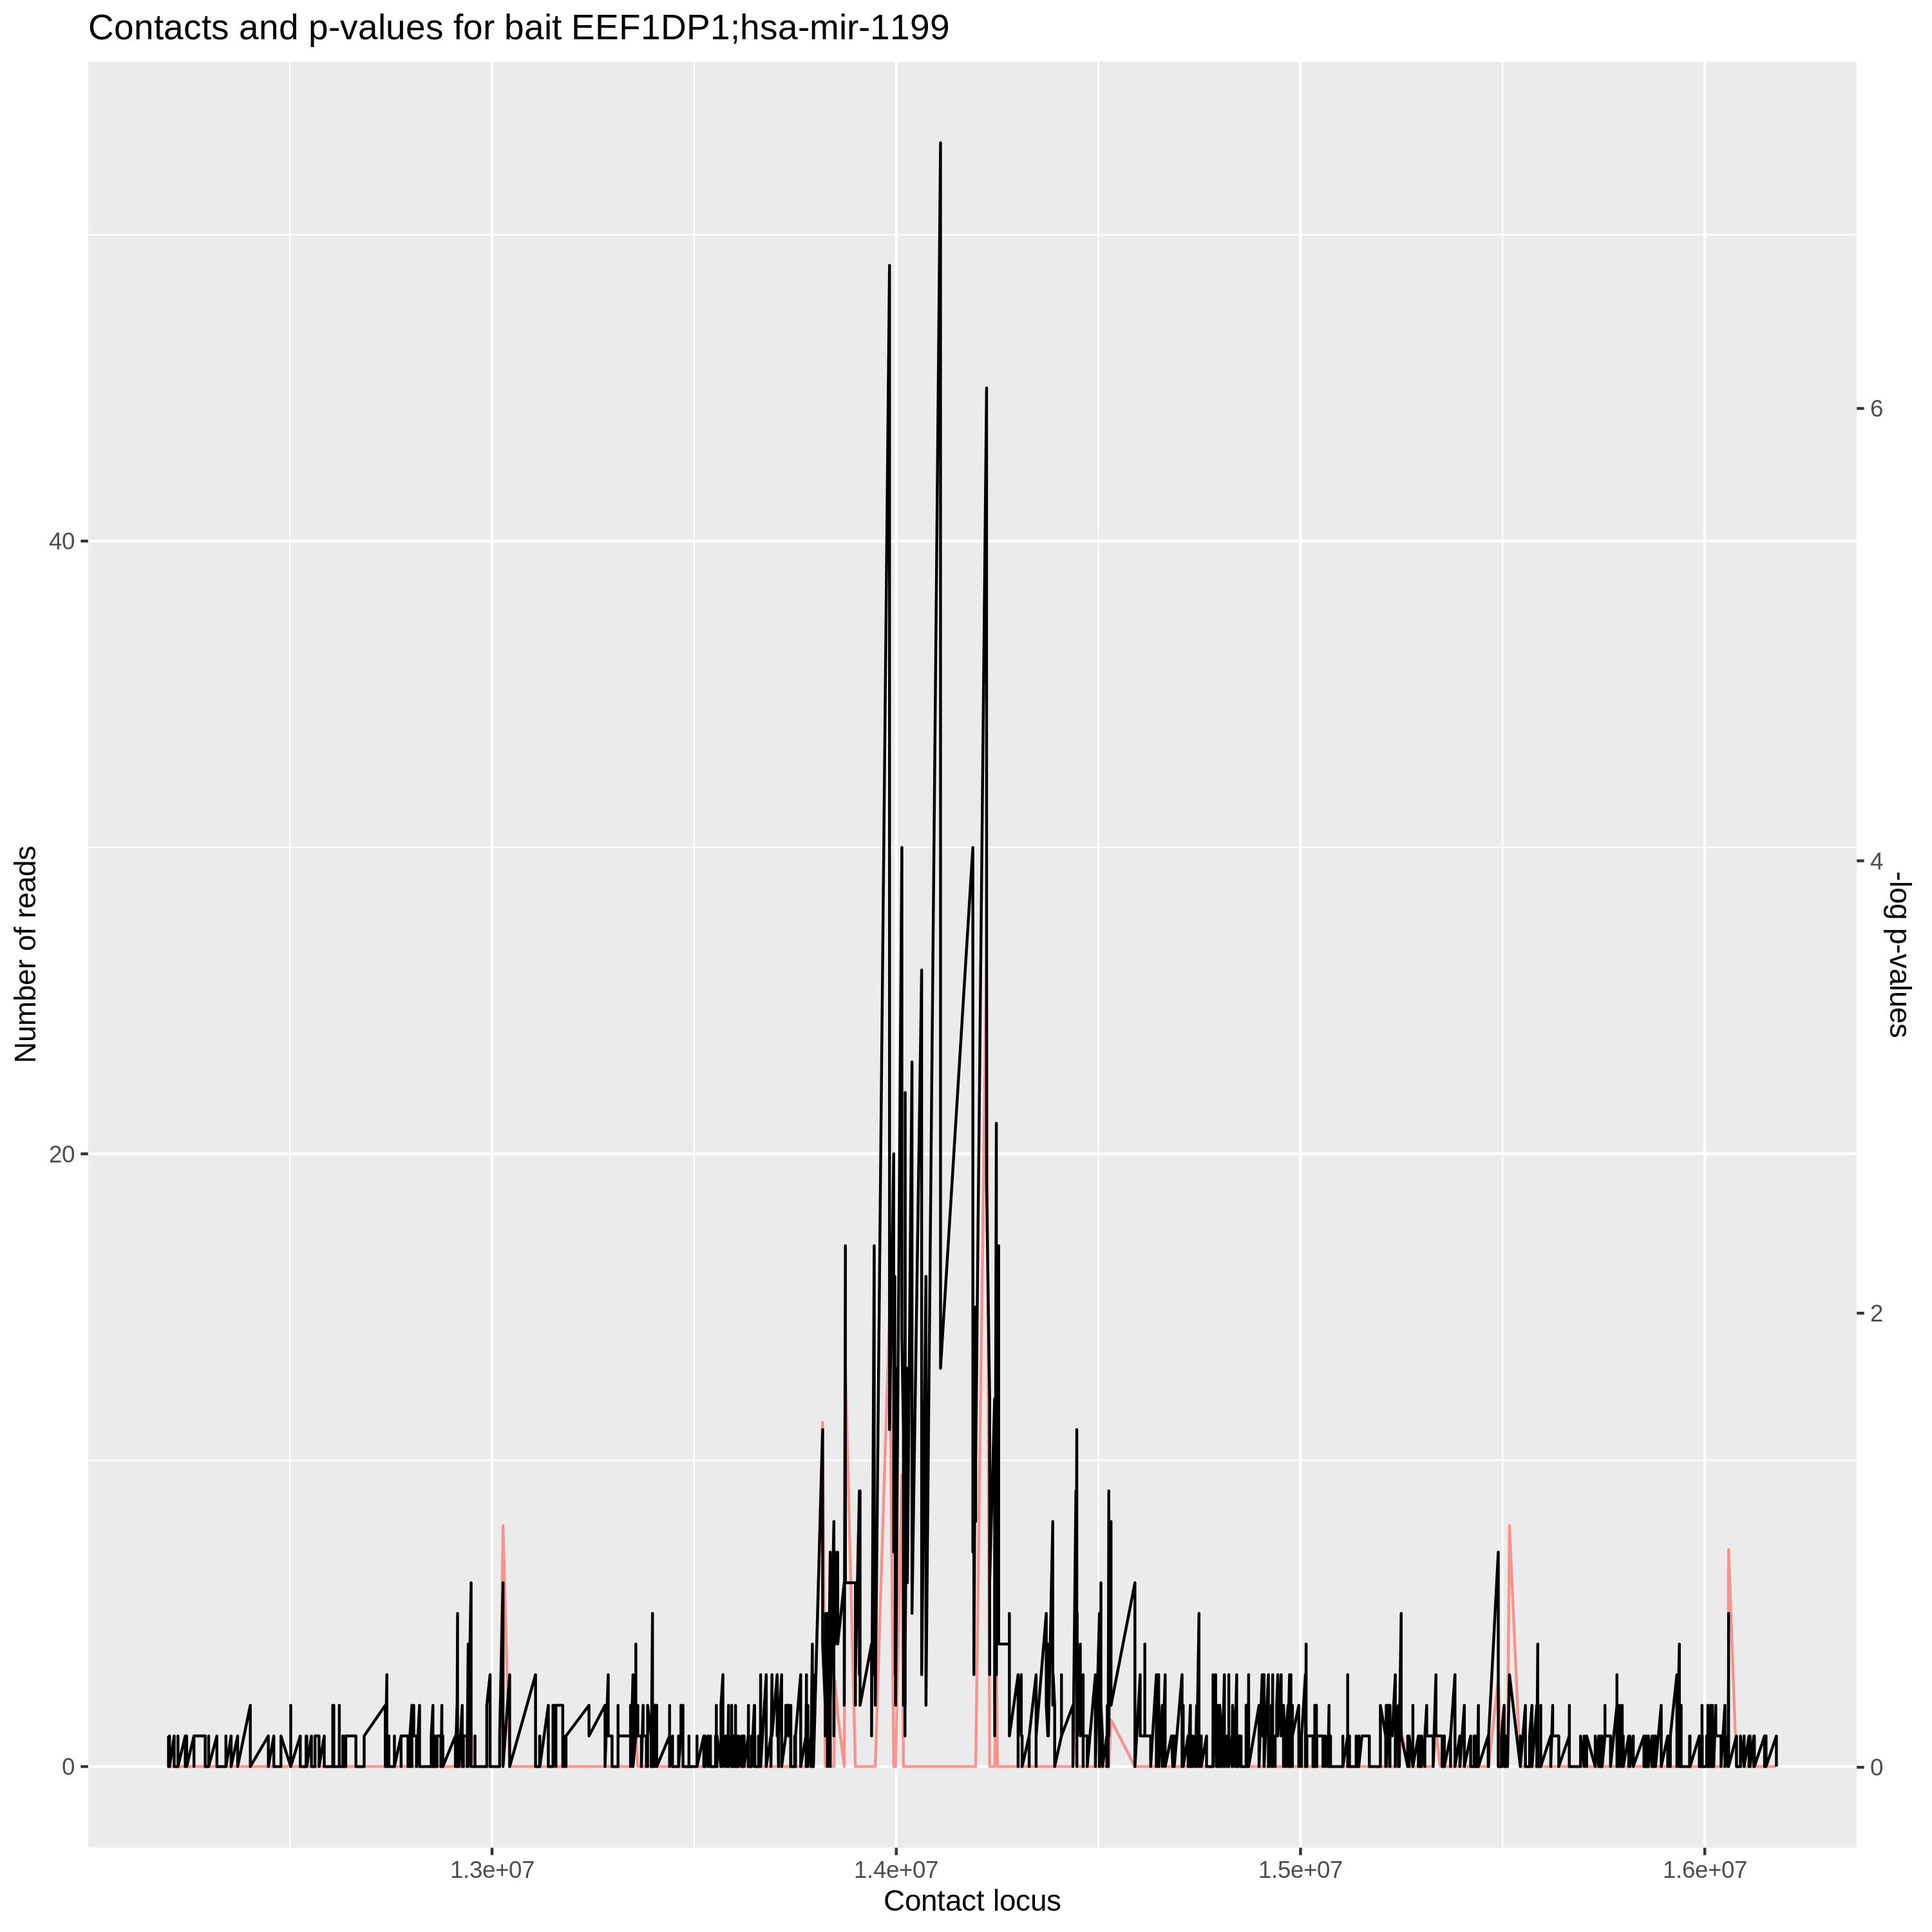 Contacts and p-values for bait EEF1DP1;hsa-mir-1199
Number of reads
40
20
0
6
4
2
0
-log p-values
1.3e+07
1.4e+07
1.5e+07
1.6e+07
Contact locus